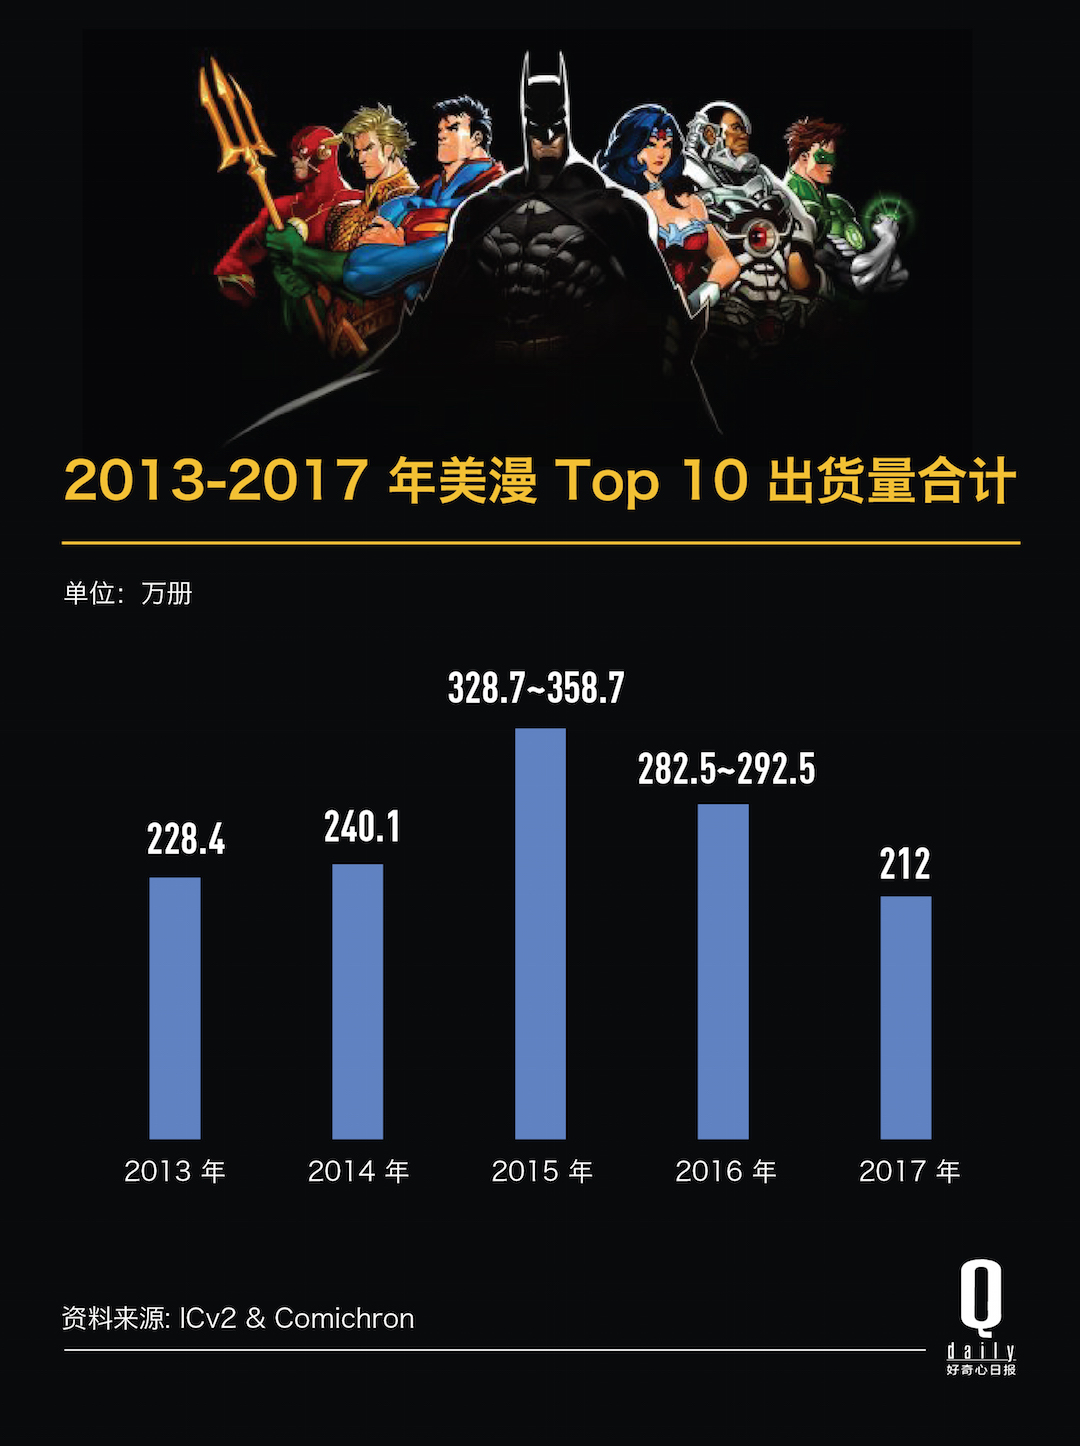 2013-2017 年美漫 Top 10 出货量合计
单位：万册
328.7~358.7
282.5~292.5
228.4
240.1
212
2013 年
2014 年
2015 年
2016 年
2017 年
资料来源: ICv2 & Comichron
Q
daily
好奇心日报